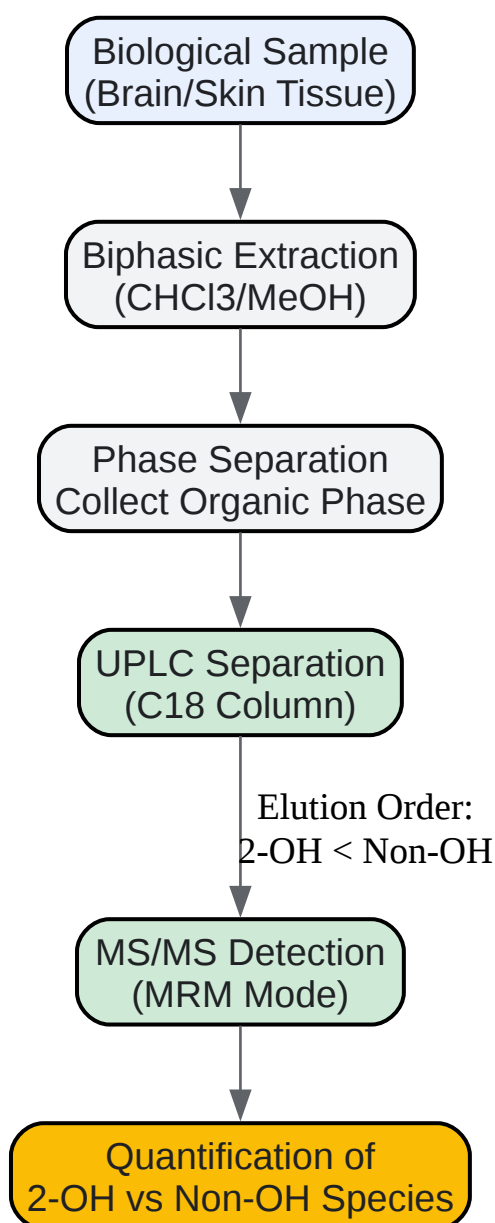 Biological Sample
(Brain/Skin Tissue)
Biphasic Extraction
(CHCl3/MeOH)
Phase Separation
Collect Organic Phase
UPLC Separation
(C18 Column)
Elution Order:
2-OH < Non-OH
MS/MS Detection
(MRM Mode)
Quantification of
2-OH vs Non-OH Species